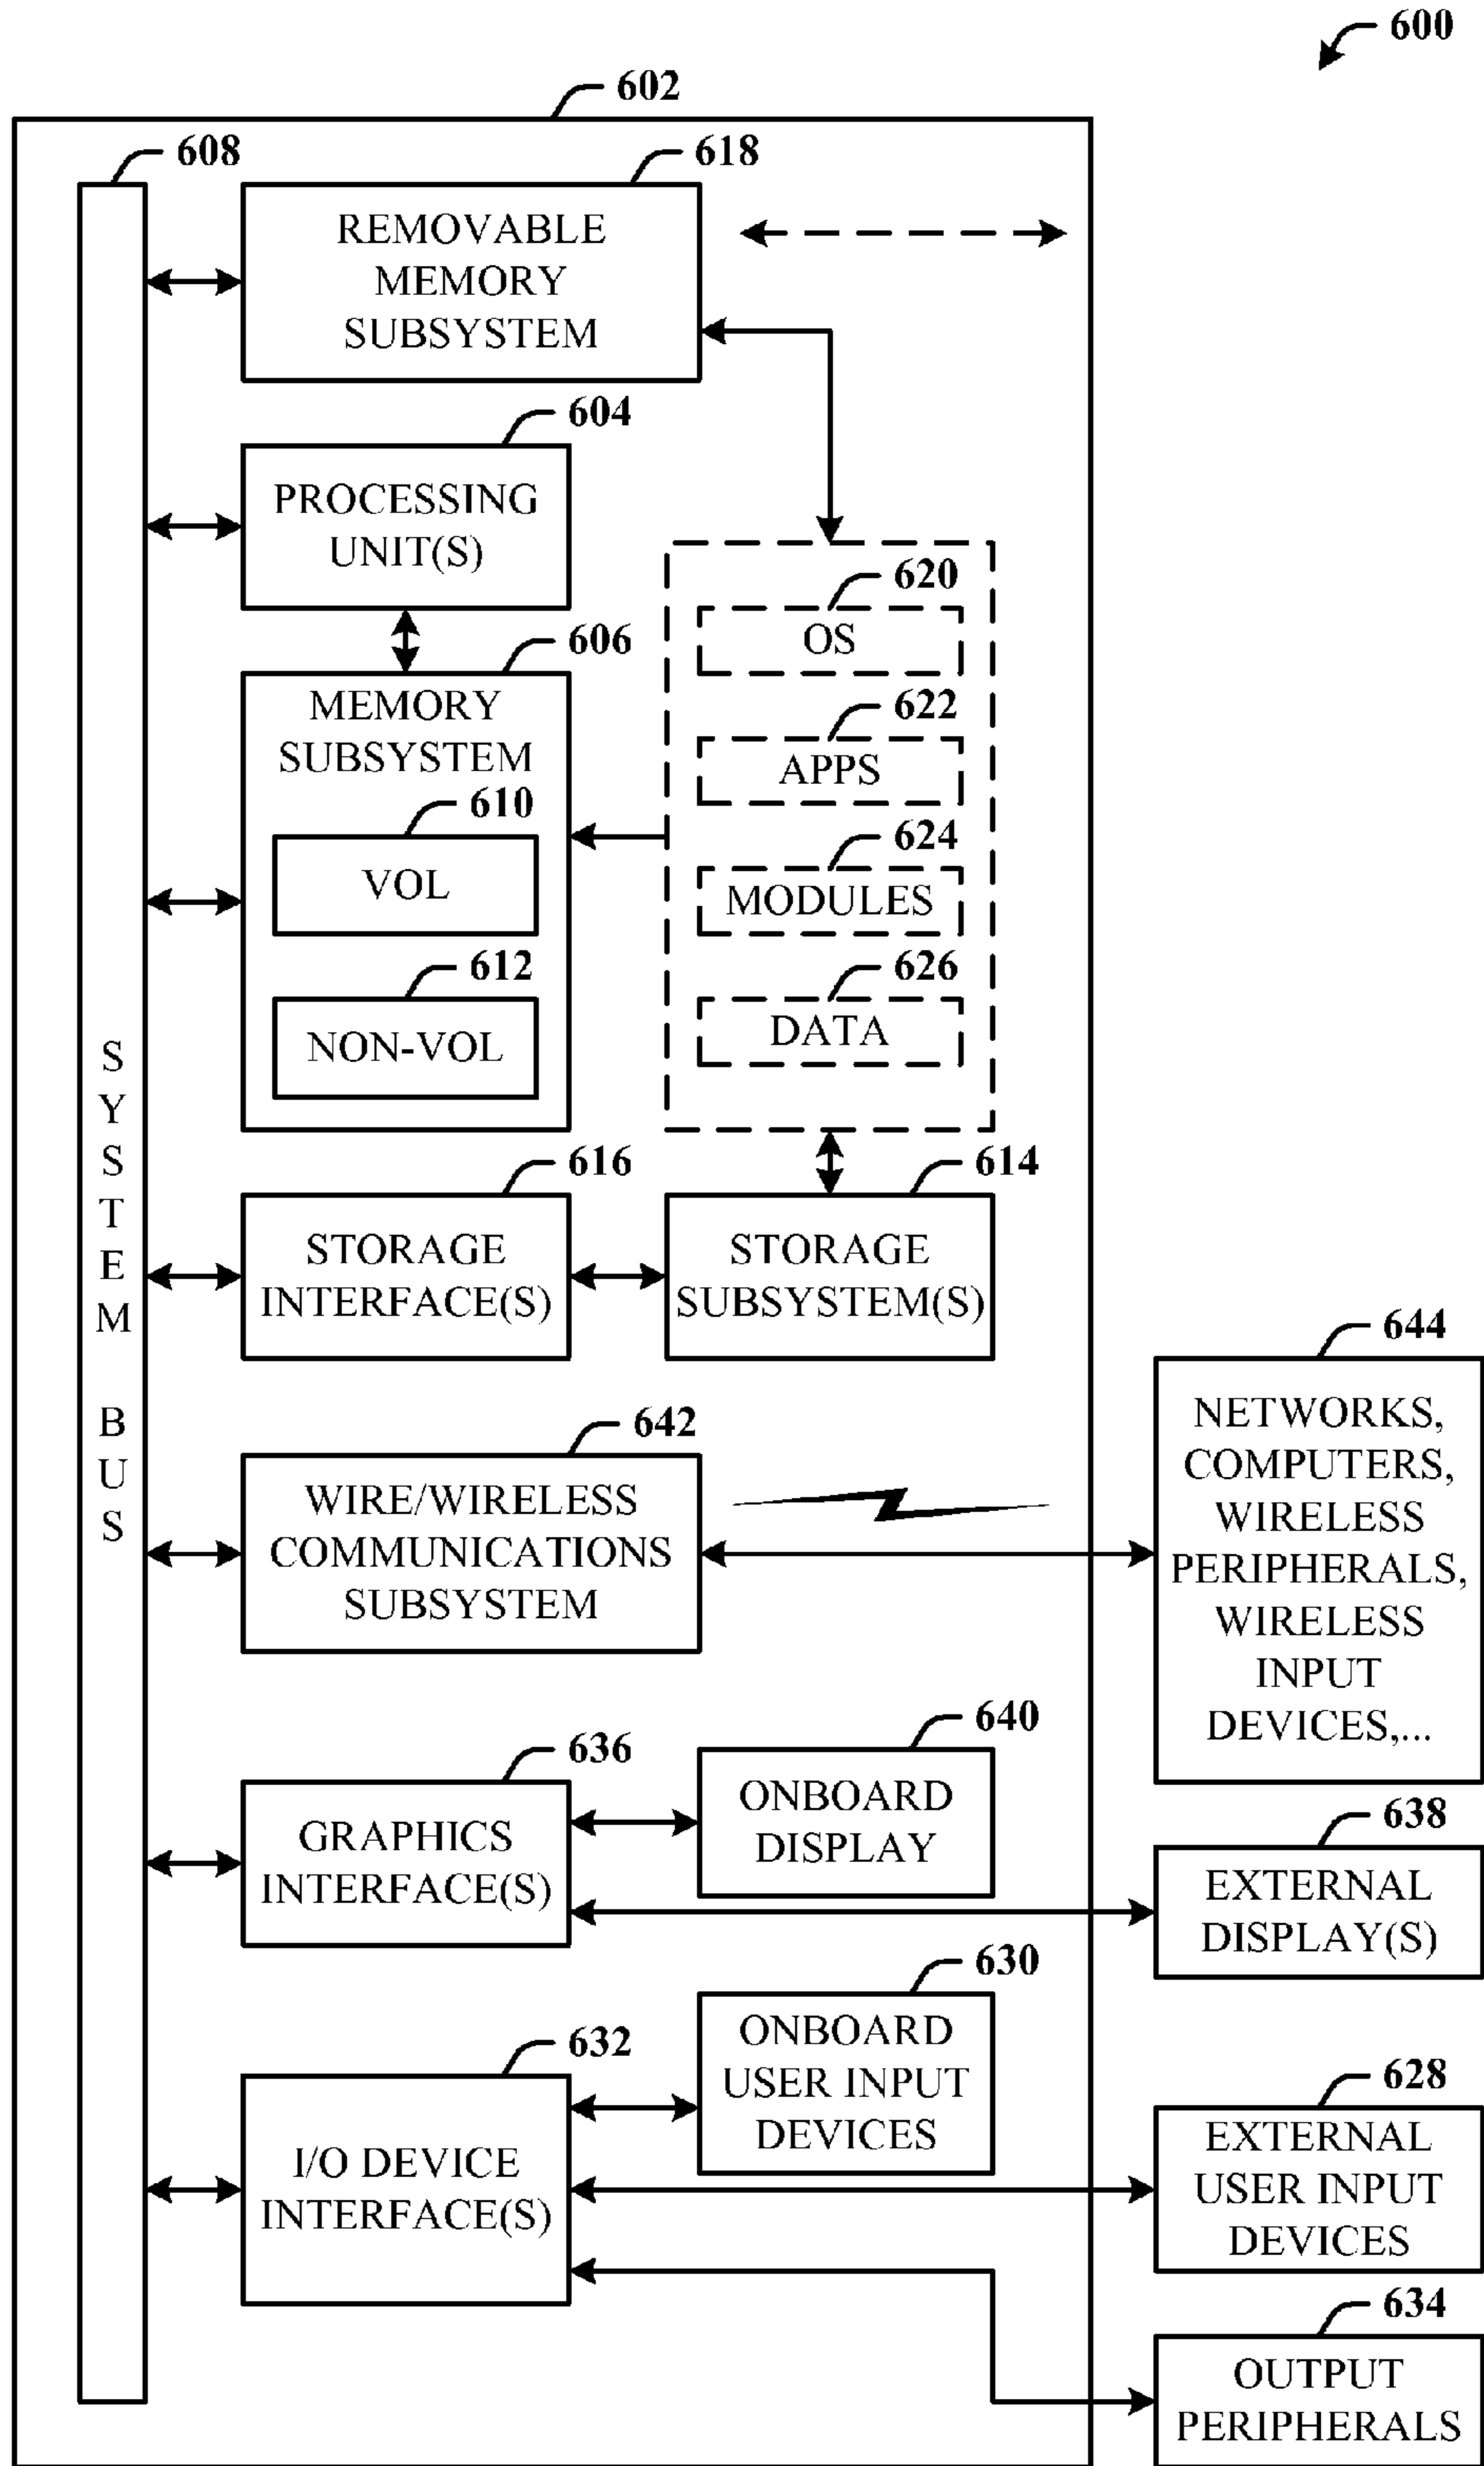 600
602
608
618
REMOVABLE
MEMORY
SUBSYSTEM
604
PROCESSING
UNIT(S)
606
MEMORY
SUBSYSTEM
610
VOL
612
NON-VOL
620
OS
622
APPS
624
MODULES
626
DATA
616
STORAGE
INTERFACE(S)
614
STORAGE
SUBSYSTEM(S)
SYSTEM BUS
642
WIRE/WIRELESS
COMMUNICATIONS
SUBSYSTEM
644
NETWORKS,
COMPUTERS,
WIRELESS
PERIPHERALS,
WIRELESS
INPUT
DEVICES,...
636
GRAPHICS
INTERFACE(S)
640
ONBOARD
DISPLAY
638
EXTERNAL
DISPLAY(S)
632
I/O DEVICE
INTERFACE(S)
630
ONBOARD
USER INPUT
DEVICES
628
EXTERNAL
USER INPUT
DEVICES
634
OUTPUT
PERIPHERALS